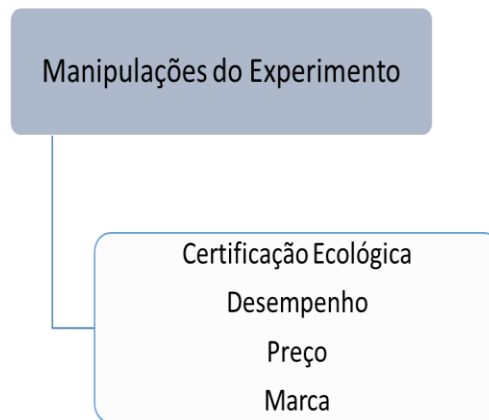 Manipulações do Experimento
Certificação Ecológica
Desempenho
Preço
Marca